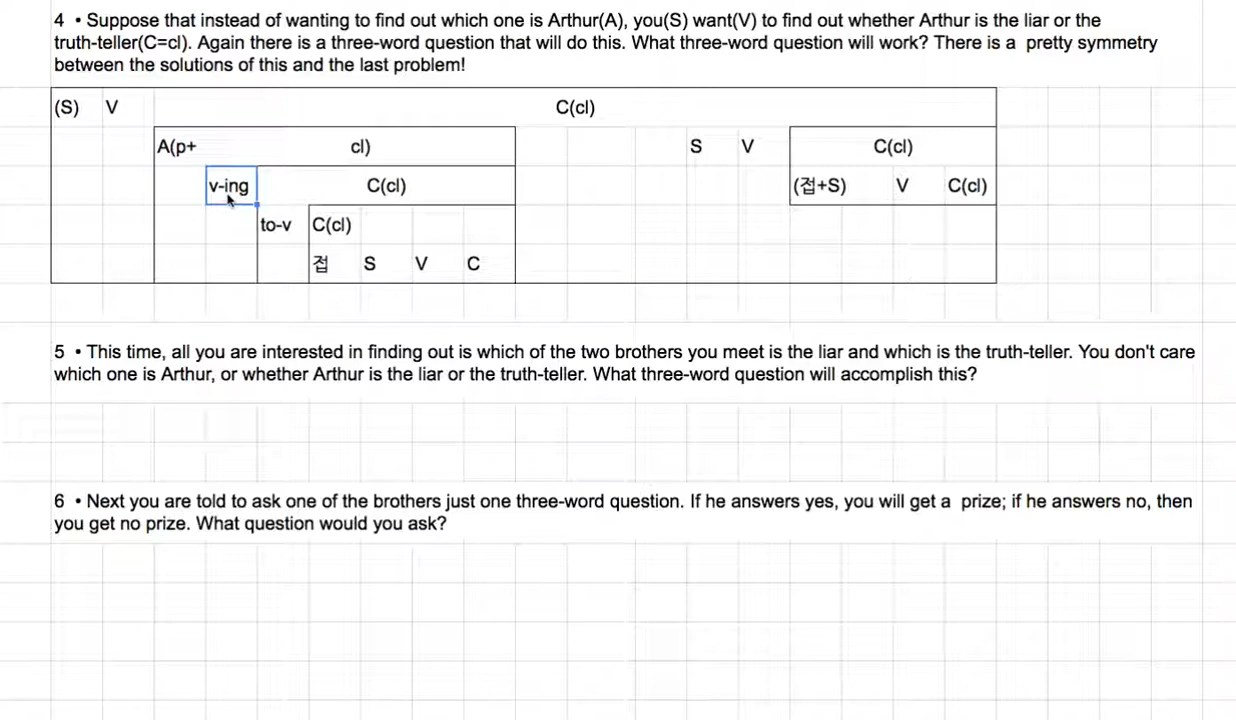 4 • Suppose that instead of wanting to find out which one is Arthur(A), you(S) want(V) to find out whether Arthur is the liar or the
truth-teller(C=cl). Again there is a three-word question that will do this. What three-word question will work? There is a pretty symmetry
between the solutions of this and the last problem!
(S) V C(cl)
A(p+ cl) S V C(cl)
v-ing C(cl) (접+S) V C(cl)
to-v C(cl)
접 S V C
5 • This time, all you are interested in finding out is which of the two brothers you meet is the liar and which is the truth-teller. You don't care
which one is Arthur, or whether Arthur is the liar or the truth-teller. What three-word question will accomplish this?
6 • Next you are told to ask one of the brothers just one three-word question. If he answers yes, you will get a prize; if he answers no, then
you get no prize. What question would you ask?